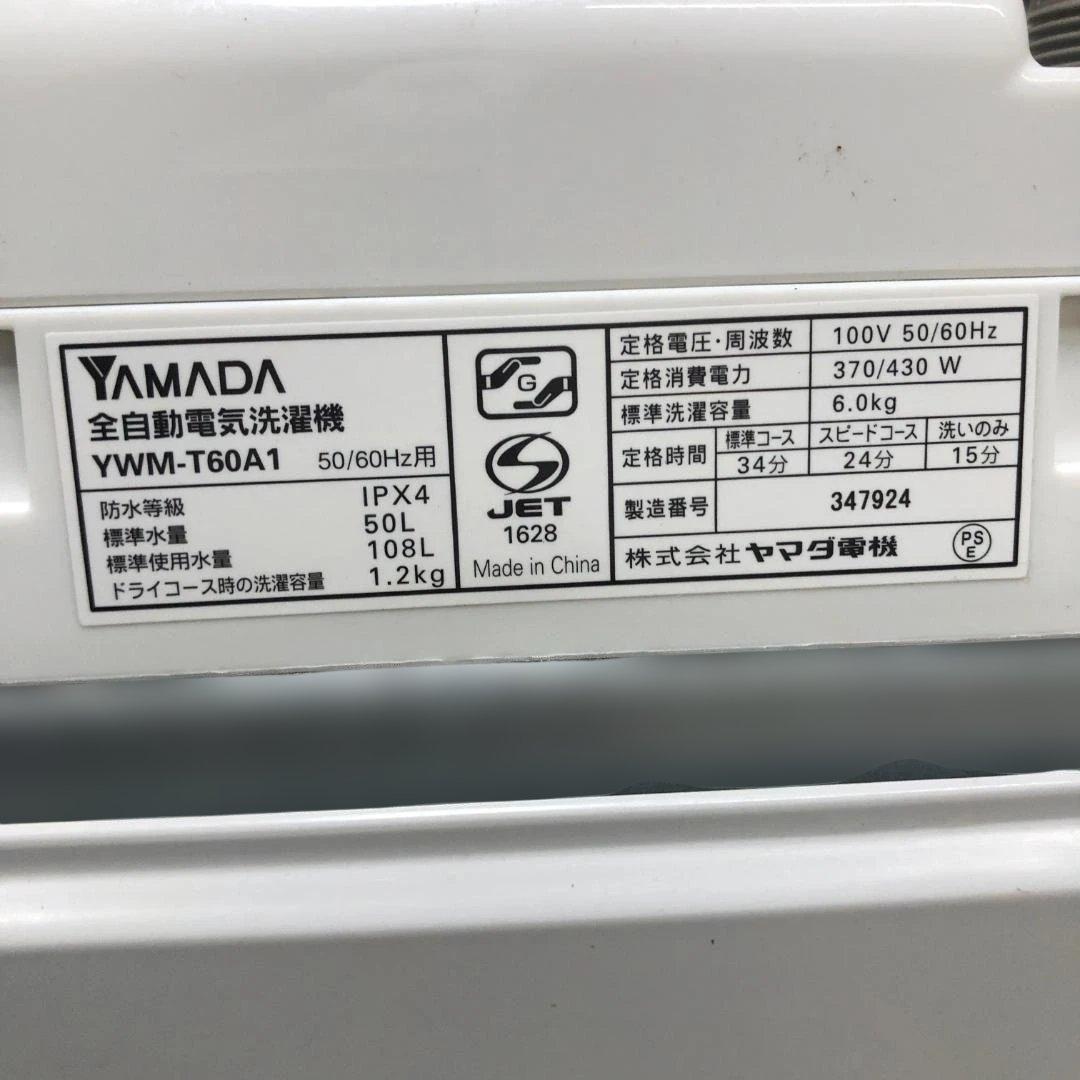 YAMADA
全自動電気洗濯機
YWM-T60A1 50/60Hz用
防水等級 IPX4
標準水量 50L
標準使用水量 108L
ドライコース時の洗濯容量 1.2kg
G
S
JET
1628
Made in China
定格電圧・周波数 100V 50/60Hz
定格消費電力 370/430 W
標準洗濯容量 6.0kg
定格時間 標準コース スピードコース 洗いのみ
34分 24分 15分
製造番号 347924
株式会社ヤマダ電機 PS E